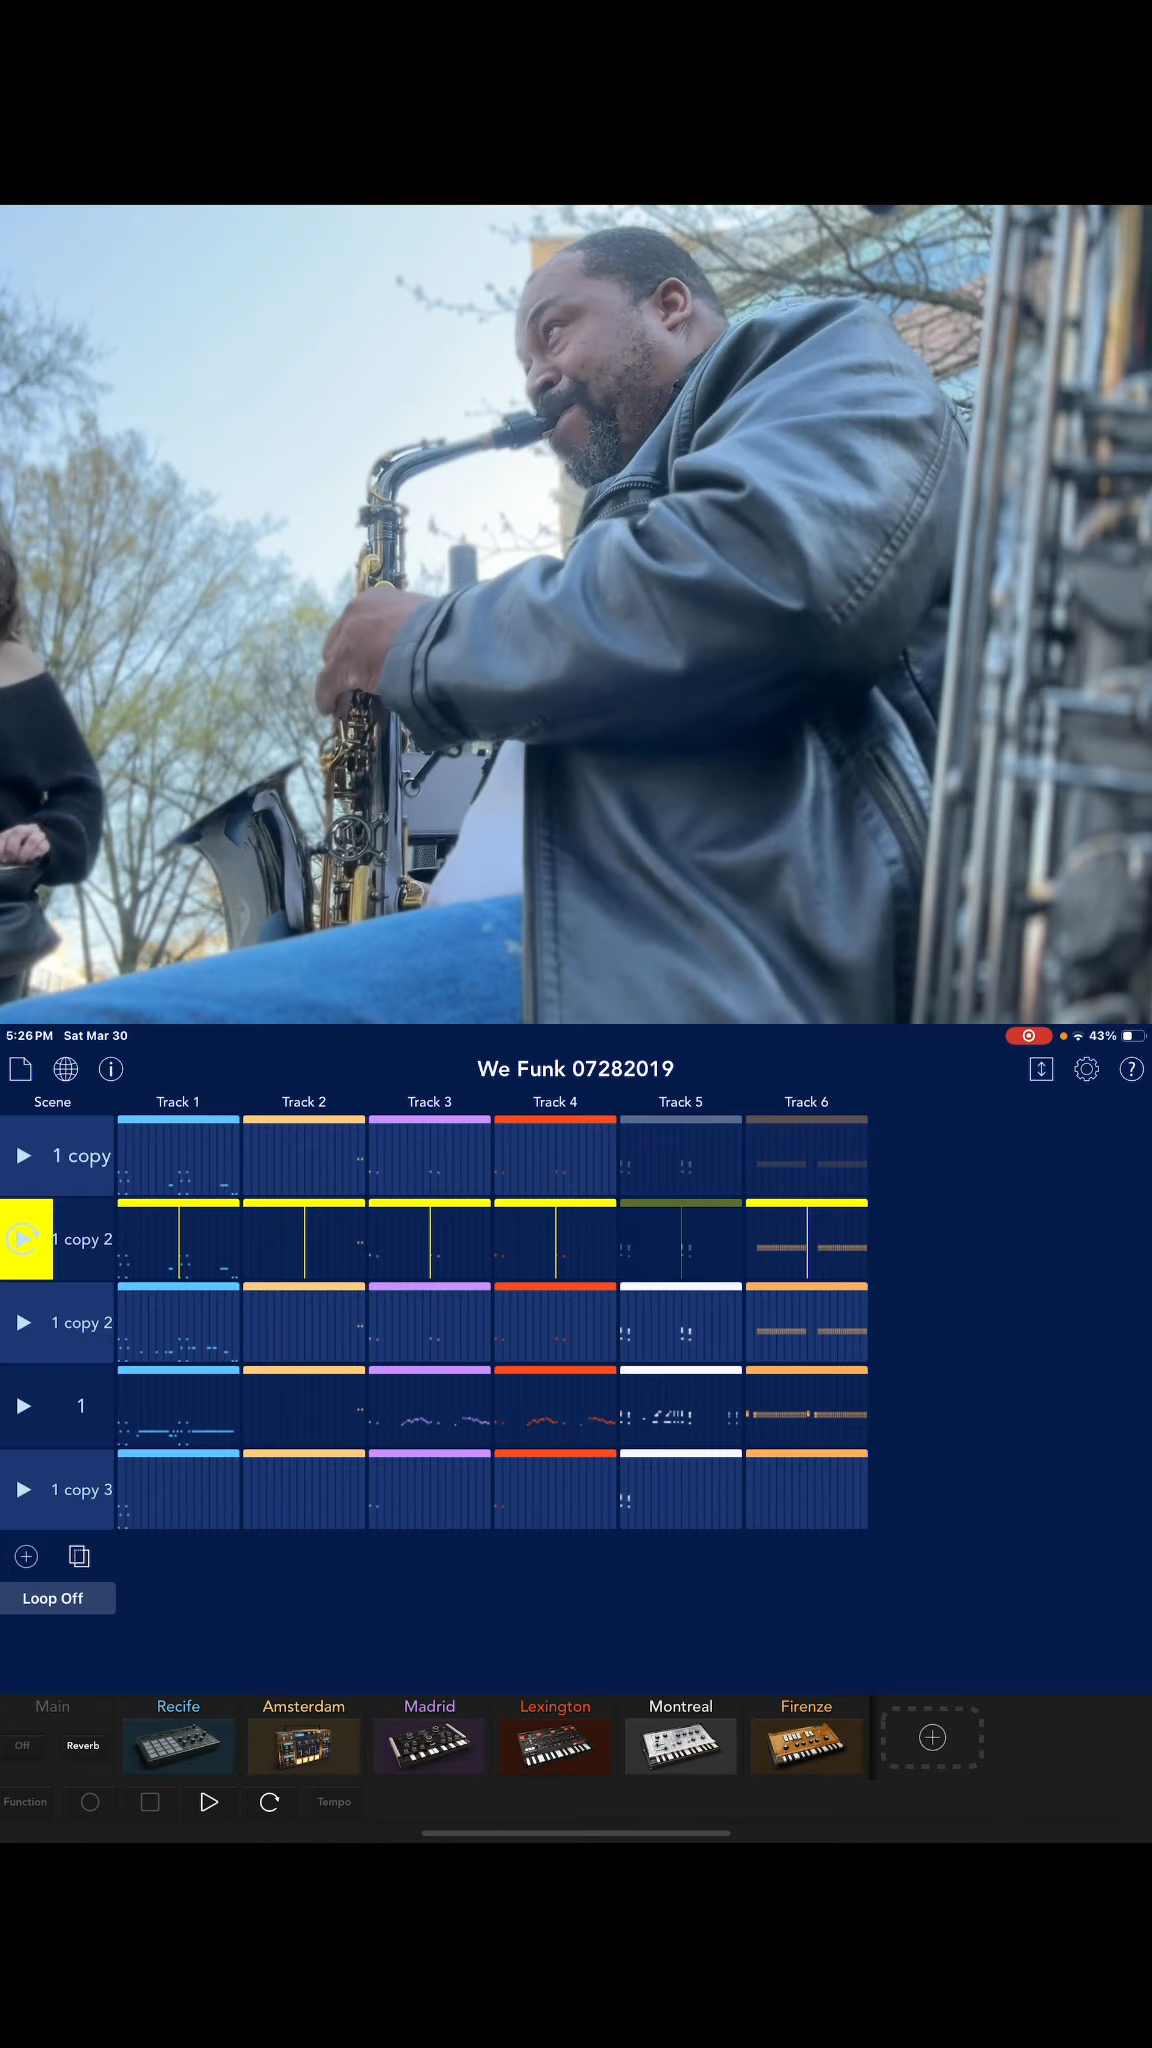 5:26 PM Sat Mar 30 43%
We Funk 07282019
Scene Track 1 Track 2 Track 3 Track 4 Track 5 Track 6
1 copy
1 copy 2
1 copy 2
1
1 copy 3
Loop Off
Main Recife Amsterdam Madrid Lexington Montreal Firenze
Off Reverb
Function Tempo